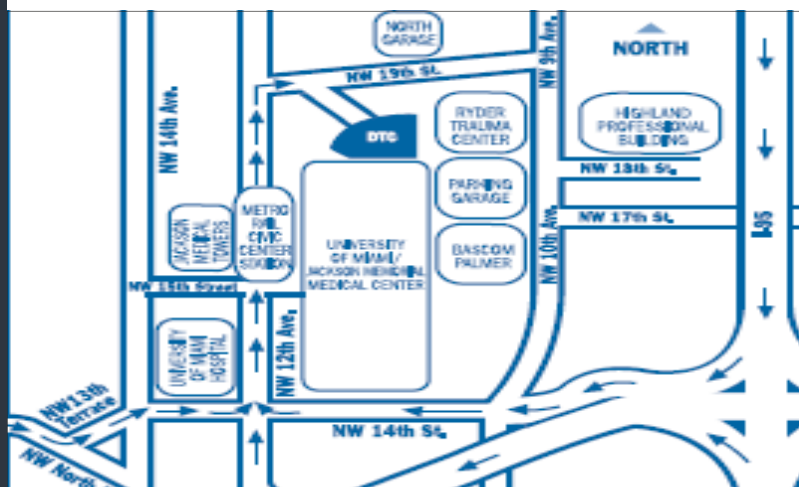 NORTH
GARAGE
NORTH
NW 9th Ave.
NW 19th St.
NW 14th Ave.
DTC
RYDER
TRAUMA
CENTER
HIGHLAND
PROFESSIONAL
BUILDING
NW 18th St.
PARKING
GARAGE
NW 17th St.
I-95
METRO
RAIL
CIVIC
CENTER
STATION
JACKSON
MEDICAL
TOWERS
UNIVERSITY
OF MIAMI/
JACKSON MEMORIAL
MEDICAL CENTER
BASCOM
PALMER
NW 10th Ave.
NW 15th Street
NW 12th Ave.
UNIVERSITY
OF MIAMI
HOSPITAL
NW13th
Terrace
NW 14th St.
NW North